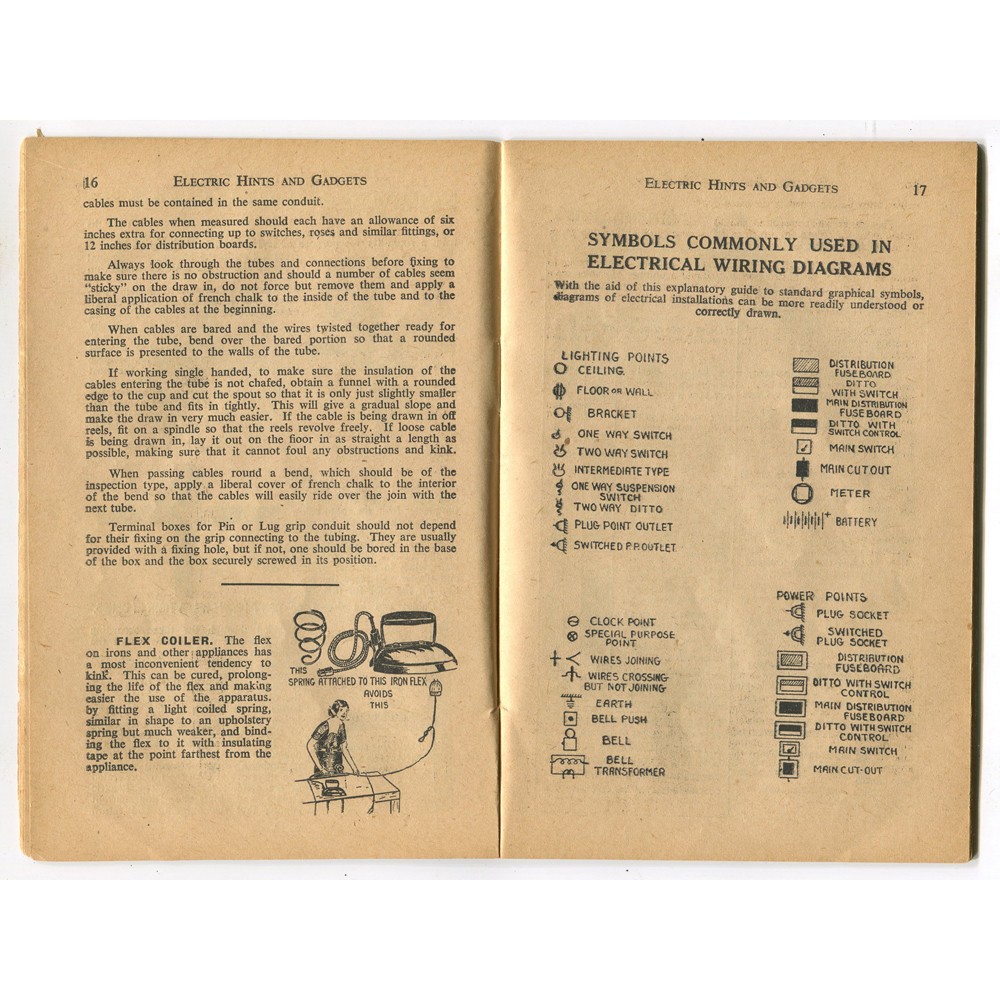 16 ELECTRIC HINTS AND GADGETS
cables must be contained in the same conduit.
The cables when measured should each have an allowance of six
inches extra for connecting up to switches, roses and similar fittings, or
12 inches for distribution boards.
Always look through the tubes and connections before fixing to
make sure there is no obstruction and should a number of cables seem
"sticky" on the draw in, do not force but remove them and apply a
liberal application of french chalk to the inside of the tube and to the
casing of the cables at the beginning.
When cables are bared and the wires twisted together ready for
entering the tube, bend over the bared portion so that a rounded
surface is presented to the walls of the tube.
If working single handed, to make sure the insulation of the
cables entering the tube is not chafed, obtain a funnel with a rounded
edge to the cup and cut the spout so that it is only just slightly smaller
than the tube and fits in tightly. This will give a gradual slope and
make the draw in very much easier. If the cable is being drawn in off
reels, fit on a spindle so that the reels revolve freely. If loose cable
is being drawn in, lay it out on the floor in as straight a length as
possible, making sure that it cannot foul any obstructions and kink.
When passing cables round a bend, which should be of the
inspection type, apply a liberal cover of french chalk to the interior
of the bend so that the cables will easily ride over the join with the
next tube.
Terminal boxes for Pin or Lug grip conduit should not depend
for their fixing on the grip connecting to the tubing. They are usually
provided with a fixing hole, but if not, one should be bored in the base
of the box and the box securely screwed in its position.
FLEX COILER. The flex
on irons and other appliances has
a most inconvenient tendency to
kink. This can be cured, prolong-
ing the life of the flex and making
easier the use of the apparatus.
by fitting a light coiled spring,
similar in shape to an upholstery
spring but much weaker, and bind-
ing the flex to it with insulating
tape at the point farthest from the
appliance.
THIS
SPRING ATTACHED TO THIS IRON FLEX
AVOIDS
THIS
ELECTRIC HINTS AND GADGETS 17
SYMBOLS COMMONLY USED IN
ELECTRICAL WIRING DIAGRAMS
With the aid of this explanatory guide to standard graphical symbols,
diagrams of electrical installations can be more readily understood or
correctly drawn.
LIGHTING POINTS
CEILING.
FLOOR OR WALL
BRACKET
ONE WAY SWITCH
TWO WAY SWITCH
INTERMEDIATE TYPE
ONE WAY SUSPENSION
SWITCH
TWO WAY DITTO
PLUG POINT OUTLET
SWITCHED P.P.OUTLET
DISTRIBUTION
FUSEBOARD
DITTO
WITH SWITCH
MAIN DISTRIBUTION
FUSEBOARD
DITTO WITH
SWITCH CONTROL
MAIN SWITCH
MAIN CUT OUT
METER
BATTERY
CLOCK POINT
SPECIAL PURPOSE
POINT
WIRES JOINING
WIRES CROSSING
BUT NOT JOINING
EARTH
BELL PUSH
BELL
BELL
TRANSFORMER
POWER POINTS
PLUG SOCKET
SWITCHED
PLUG SOCKET
DISTRIBUTION
FUSEBOARD
DITTO WITH SWITCH
CONTROL
MAIN DISTRIBUTION
FUSEBOARD
DITTO WITH SWITCH
CONTROL
MAIN SWITCH
MAIN CUT-OUT